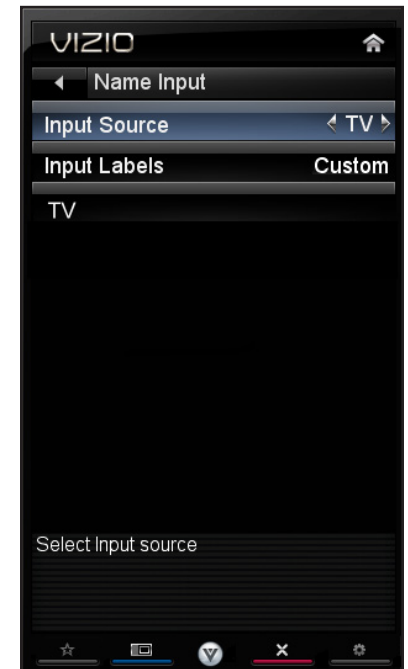 VIZIO
Name Input
Input Source TV
Input Labels Custom
TV
Select Input source
V